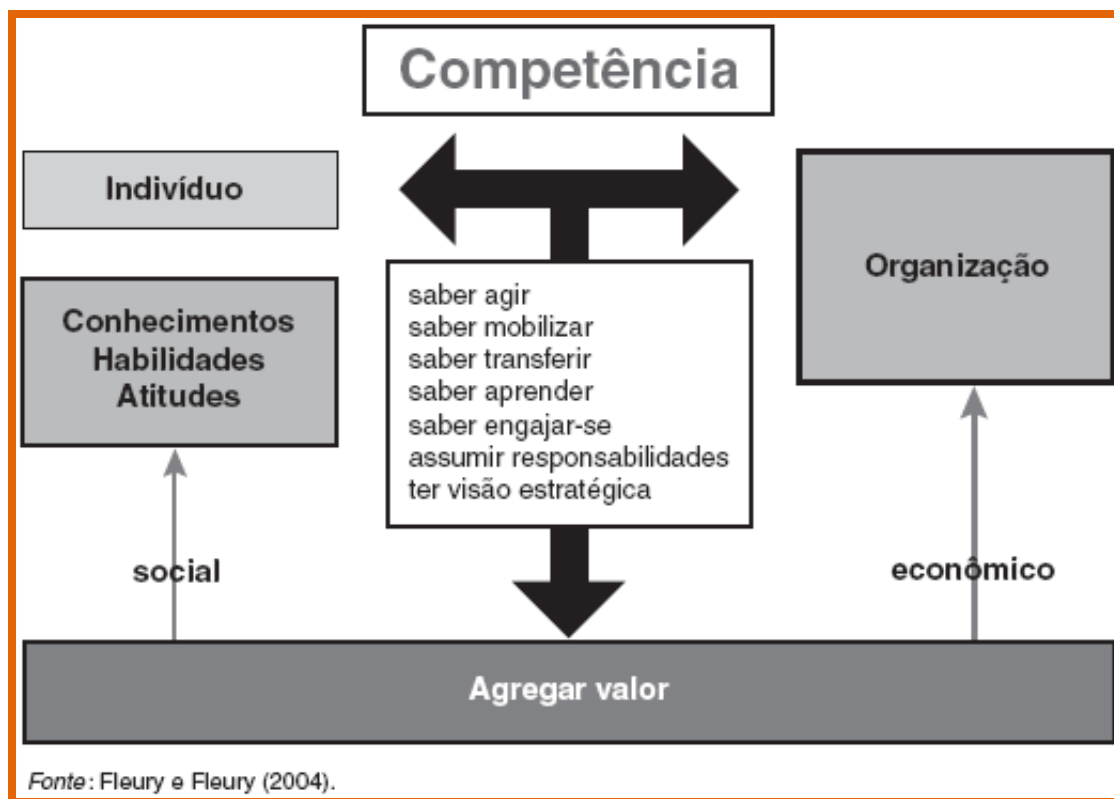 Competência
Indivíduo
Conhecimentos
Habilidades
Atitudes
social
saber agir
saber mobilizar
saber transferir
saber aprender
saber engajar-se
assumir responsabilidades
ter visão estratégica
Organização
econômico
Agregar valor
Fonte: Fleury e Fleury (2004).